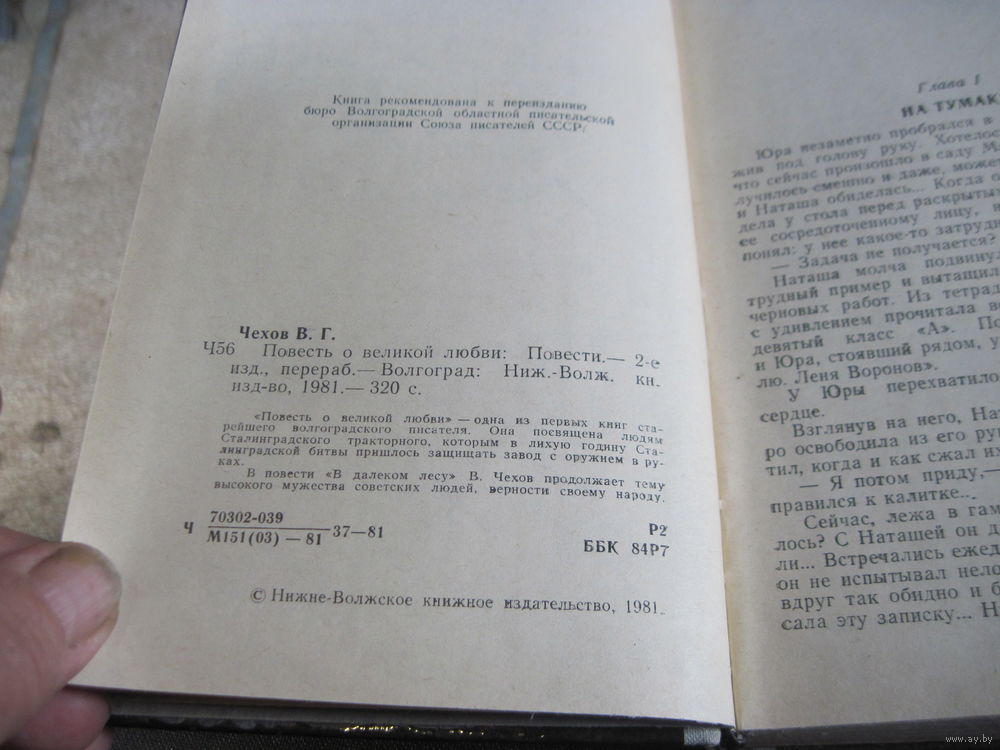 Книга рекомендована к переизданию
бюро Волгоградской областной писательской
организации Союза писателей СССР.
Чехов В. Г.
Ч56 Повесть о великой любви: Повести.— 2-е
изд., перераб.— Волгоград: Ниж.-Волж. кн.
изд-во, 1981.— 320 с.
«Повесть о великой любви» — одна из первых книг ста-
рейшего волгоградского писателя. Она посвящена людям
Сталинградского тракторного, которым в лихую годину Ста-
линградской битвы пришлось защищать завод с оружием в ру-
ках.
В повести «В далеком лесу» В. Чехов продолжает тему
высокого мужества советских людей, верности своему народу.
Ч 70302-039
М151(03) — 81 37—81
Р2
ББК 84Р7
© Нижне-Волжское книжное издательство, 1981.
Глава I
НА ТУМАК
Юра незаметно пробрался в
жив под голову руку. Хотелос
что сейчас произошло в саду М
лучилось смешно и даже, может
и Наташа обиделась... Когда о
дела у стола перед раскрыты
ее сосредоточенному лицу,
понял: у нее какое-то затрудн
— Задача не получается?
Наташа молча подвинул
трудный пример и вытащил
черновых работ. Из тетрад
с удивлением прочитала в
девятый класс «А». По
и Юра, стоявший рядом, у
лю. Леня Воронов».
У Юры перехватило
сердце.
Взглянув на него, Нат
ро освободила из его ру
тил, когда и как сжал их
— Я потом приду,—
правился к калитке...
Сейчас, лежа в гам
лось? С Наташей он д
ли... Встречались ежед
он не испытывал нело
вдруг так обидно и б
сала эту записку... Н
www.ay.by